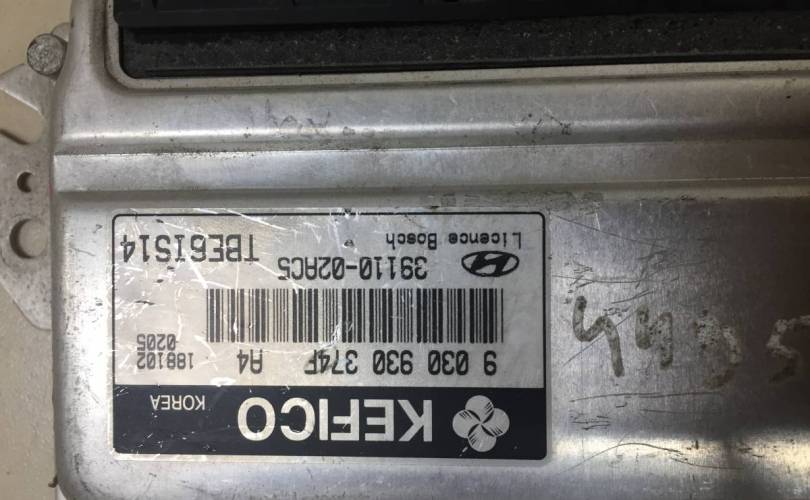 KEFICO KOREA
9 030 930 374F A4
188102
0205
39110-02AC5
Licence Bosch
TBE6IS14